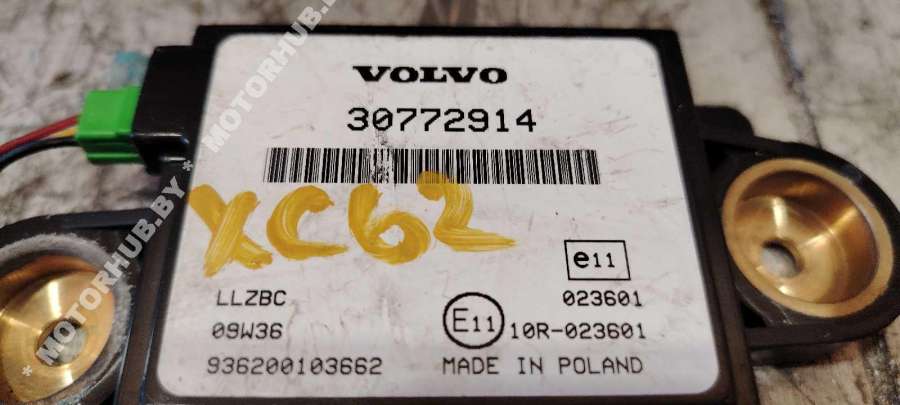 VOLVO
30772914
XC62
e11
LLZBC 023601
09W36 E11 10R-023601
936200103662 MADE IN POLAND
* MOTORHUB.BY * MOTORHUB.BY